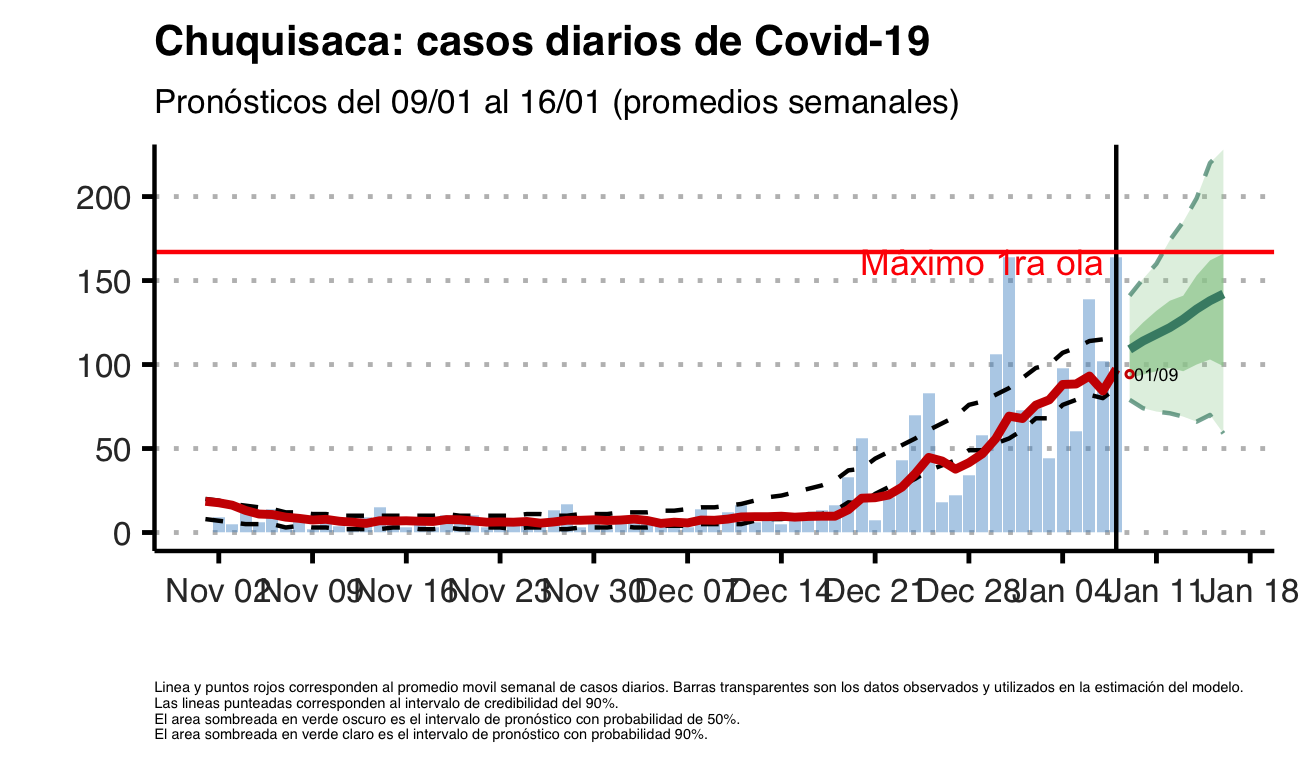 Chuquisaca: casos diarios de Covid-19
Pronósticos del 09/01 al 16/01 (promedios semanales)
200
Máximo 1ra ola
150
100
01/09
50
0
Nov 02 Nov 09 Nov 16 Nov 23 Nov 30 Dec 07 Dec 14 Dec 21 Dec 28 Jan 04 Jan 11 Jan 18
Linea y puntos rojos corresponden al promedio movil semanal de casos diarios. Barras transparentes son los datos observados y utilizados en la estimación del modelo.
Las lineas punteadas corresponden al intervalo de credibilidad del 90%.
El area sombreada en verde oscuro es el intervalo de pronóstico con probabilidad de 50%.
El area sombreada en verde claro es el intervalo de pronóstico con probabilidad 90%.